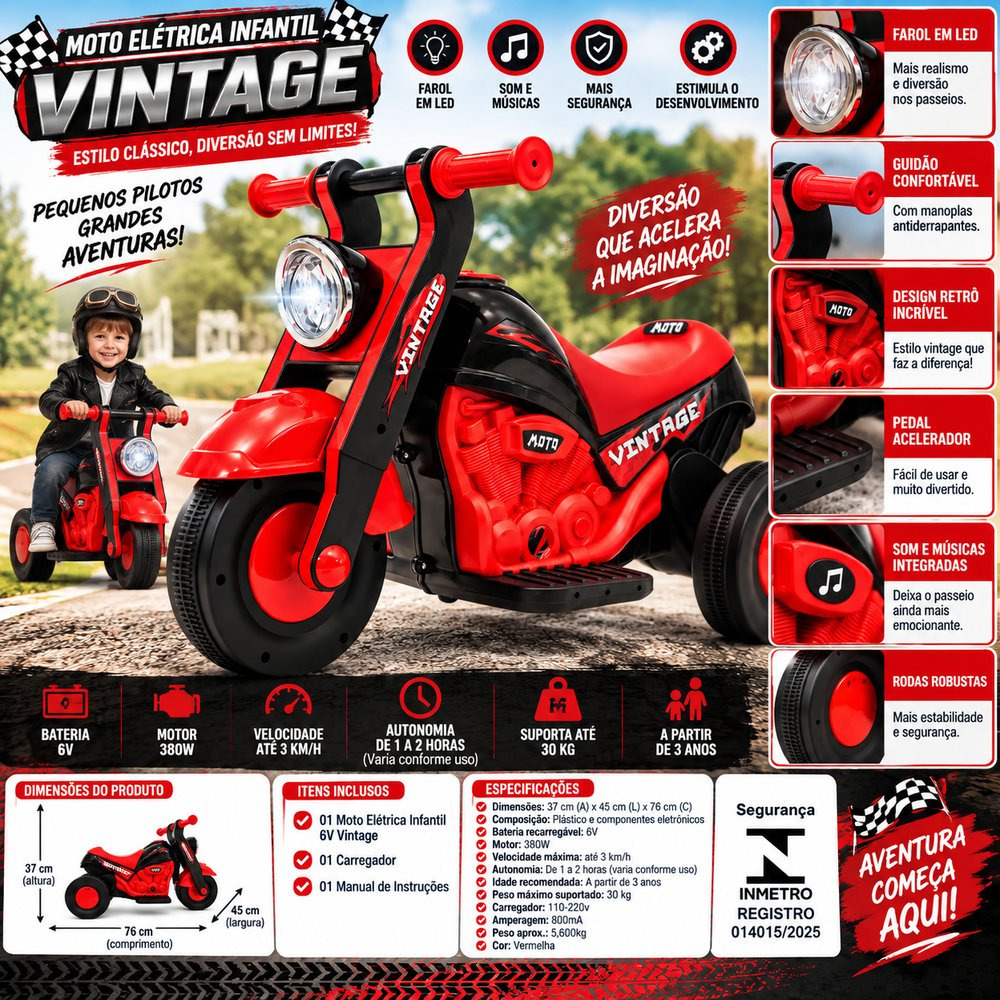 MOTO ELÉTRICA INFANTIL
VINTAGE
ESTILO CLÁSSICO, DIVERSÃO SEM LIMITES!
PEQUENOS PILOTOS
GRANDES
AVENTURAS!
FAROL
EM LED
SOM E
MÚSICAS
MAIS
SEGURANÇA
ESTIMULA O
DESENVOLVIMENTO
DIVERSÃO
QUE ACELERA
A IMAGINAÇÃO!
VINTAGE
MOTO
MOTO
VINTAGE
FAROL EM LED
Mais realismo
e diversão
nos passeios.
GUIDÃO
CONFORTÁVEL
Com manoplas
antiderrapantes.
MOTO
DESIGN RETRÔ
INCRÍVEL
Estilo vintage que
faz a diferença!
PEDAL
ACELERADOR
Fácil de usar e
muito divertido.
SOM E MÚSICAS
INTEGRADAS
Deixa o passeio
ainda mais
emocionante.
RODAS ROBUSTAS
Mais estabilidade
e segurança.
BATERIA
6V
MOTOR
380W
VELOCIDADE
ATÉ 3 KM/H
AUTONOMIA
DE 1 A 2 HORAS
(Varia conforme uso)
SUPORTA ATÉ
30 KG
A PARTIR
DE 3 ANOS
DIMENSÕES DO PRODUTO
37 cm
(altura)
76 cm
(comprimento)
45 cm
(largura)
ITENS INCLUSOS
01 Moto Elétrica Infantil
6V Vintage
01 Carregador
01 Manual de Instruções
ESPECIFICAÇÕES
Dimensões: 37 cm (A) x 45 cm (L) x 76 cm (C)
Composição: Plástico e componentes eletrônicos
Bateria recarregável: 6V
Motor: 380W
Velocidade máxima: até 3 km/h
Autonomia: De 1 a 2 horas (varia conforme uso)
Idade recomendada: A partir de 3 anos
Peso máximo suportado: 30 kg
Carregador: 110-220v
Amperagem: 800mA
Peso aprox.: 5,600kg
Cor: Vermelha
Segurança
INMETRO
REGISTRO
014015/2025
AVENTURA
COMEÇA
AQUI!